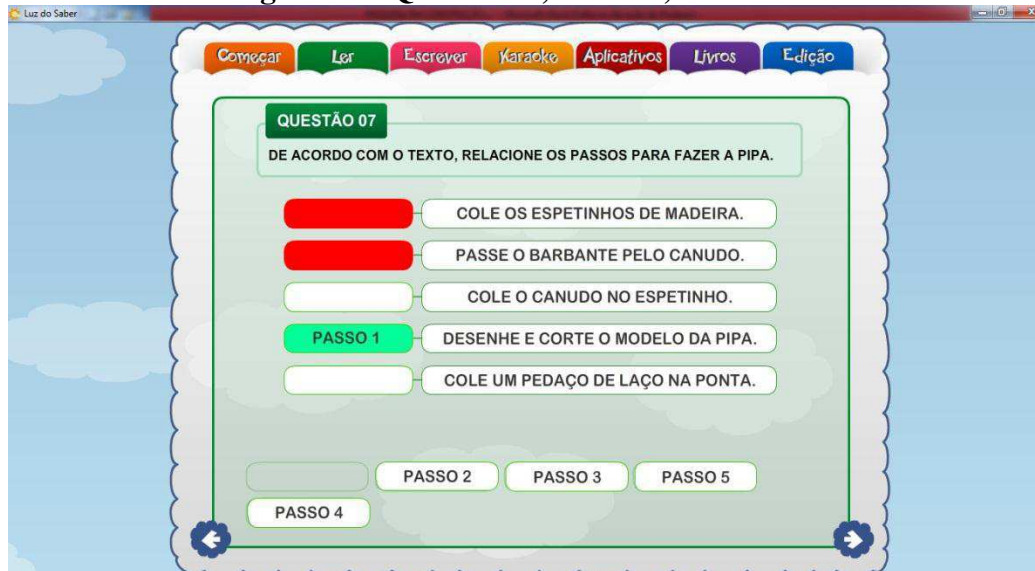 Luz do Saber
Começar Ler Escrever Karaoke Aplicativos Livros Edição
QUESTÃO 07
DE ACORDO COM O TEXTO, RELACIONE OS PASSOS PARA FAZER A PIPA.
COLE OS ESPETINHOS DE MADEIRA.
PASSE O BARBANTE PELO CANUDO.
COLE O CANUDO NO ESPETINHO.
PASSO 1 DESENHE E CORTE O MODELO DA PIPA.
COLE UM PEDAÇO DE LAÇO NA PONTA.
PASSO 2 PASSO 3 PASSO 5
PASSO 4